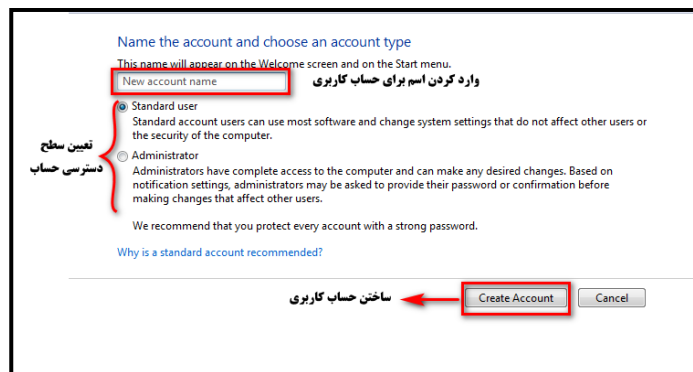 Name the account and choose an account type
This name will appear on the Welcome screen and on the Start menu.
New account name
وارد کردن اسم برای حساب کاربری
Standard user
Standard account users can use most software and change system settings that do not affect other users or
the security of the computer.
تعیین سطح
دسترسی حساب
Administrator
Administrators have complete access to the computer and can make any desired changes. Based on
notification settings, administrators may be asked to provide their password or confirmation before
making changes that affect other users.
We recommend that you protect every account with a strong password.
Why is a standard account recommended?
ساختن حساب کاربری
Create Account
Cancel